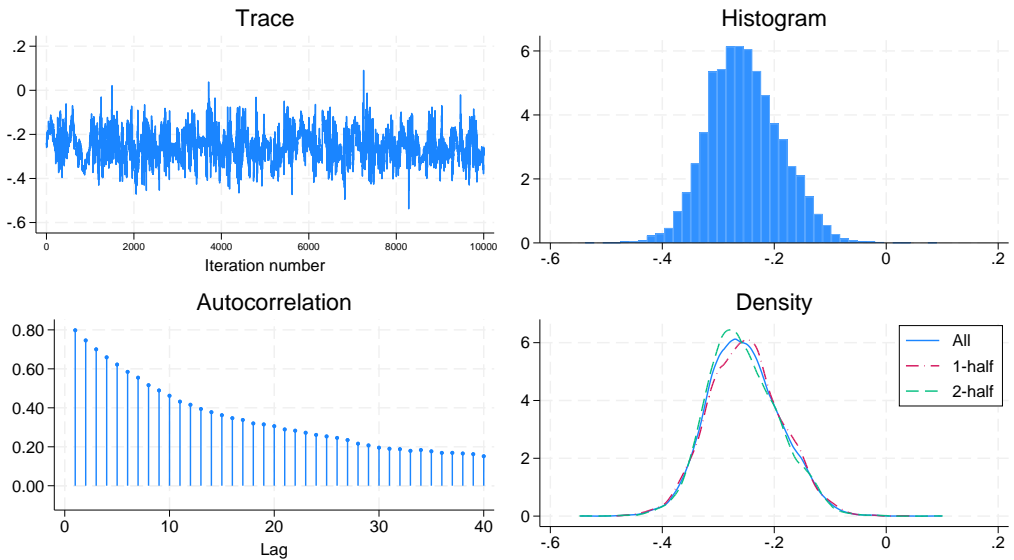 Trace
.2
0
-.2
-.4
-.6
0 2000 4000 6000 8000 10000
Iteration number
Histogram
6
4
2
0
-.6 -.4 -.2 0 .2
Autocorrelation
0.80
0.60
0.40
0.20
0.00
0 10 20 30 40
Lag
Density
6
4
2
0
-.6 -.4 -.2 0 .2
All
1-half
2-half